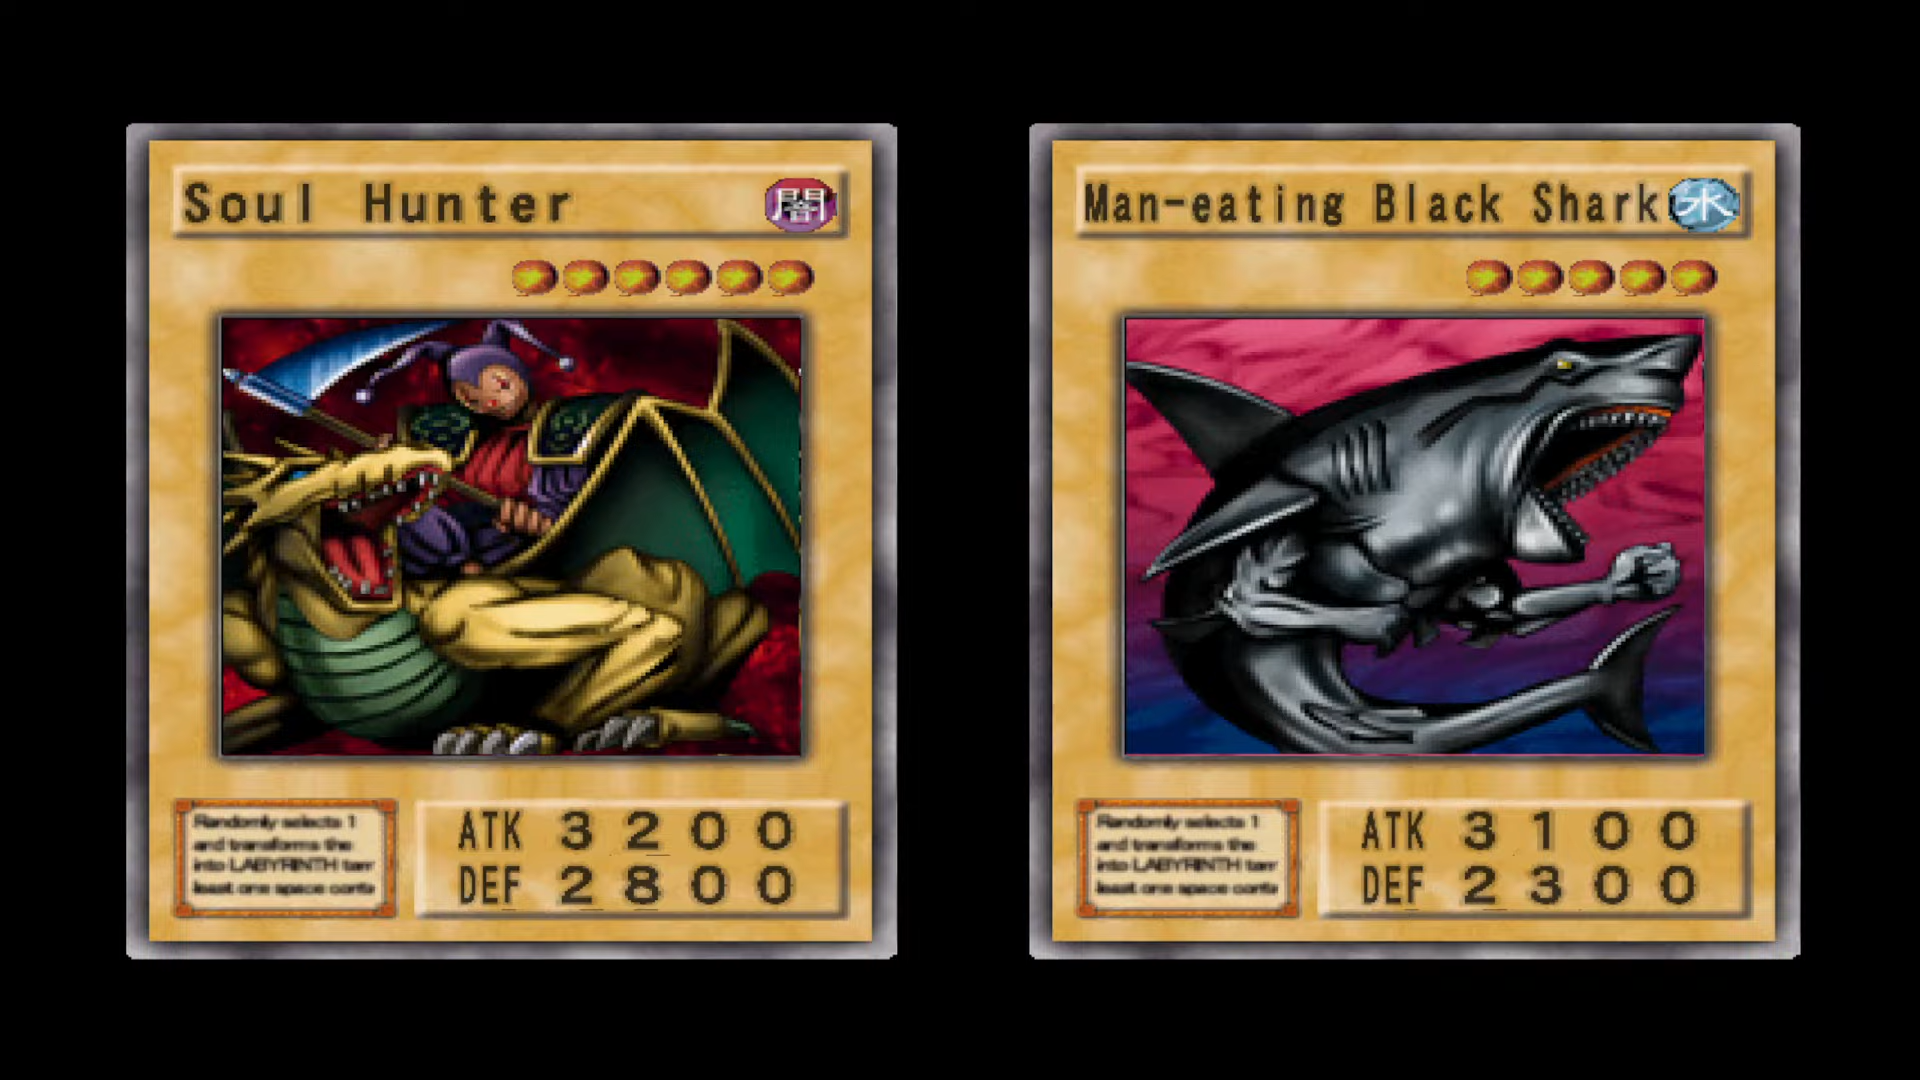 Soul Hunter 闇
Randomly selects 1
and transforms the
into LABYRINTH terr
least one space conta
ATK 3200
DEF 2800
Man-eating Black Shark 水
Randomly selects 1
and transforms the
into LABYRINTH terr
least one space conta
ATK 3100
DEF 2300